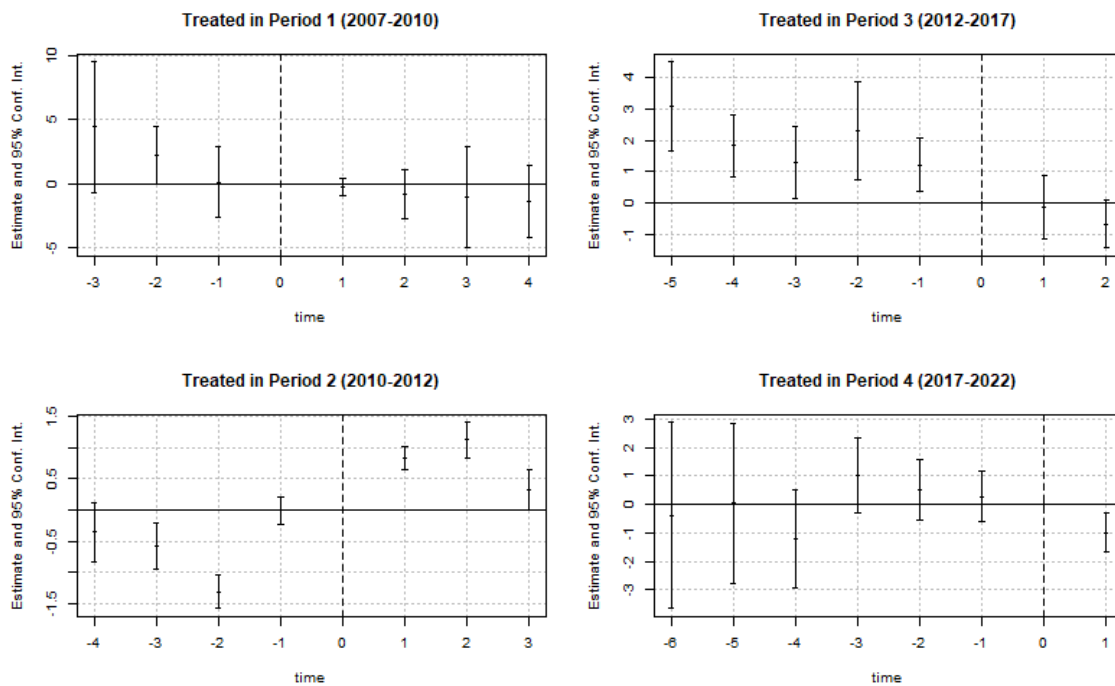 Treated in Period 1 (2007-2010)
Estimate and 95% Conf. Int.
10
5
0
-5
-3 -2 -1 0 1 2 3 4
time
Treated in Period 3 (2012-2017)
Estimate and 95% Conf. Int.
4
3
2
1
0
-1
-5 -4 -3 -2 -1 0 1 2
time
Treated in Period 2 (2010-2012)
Estimate and 95% Conf. Int.
1.5
0.5
-0.5
-1.5
-4 -3 -2 -1 0 1 2 3
time
Treated in Period 4 (2017-2022)
Estimate and 95% Conf. Int.
3
2
1
0
-1
-2
-3
-6 -5 -4 -3 -2 -1 0 1
time